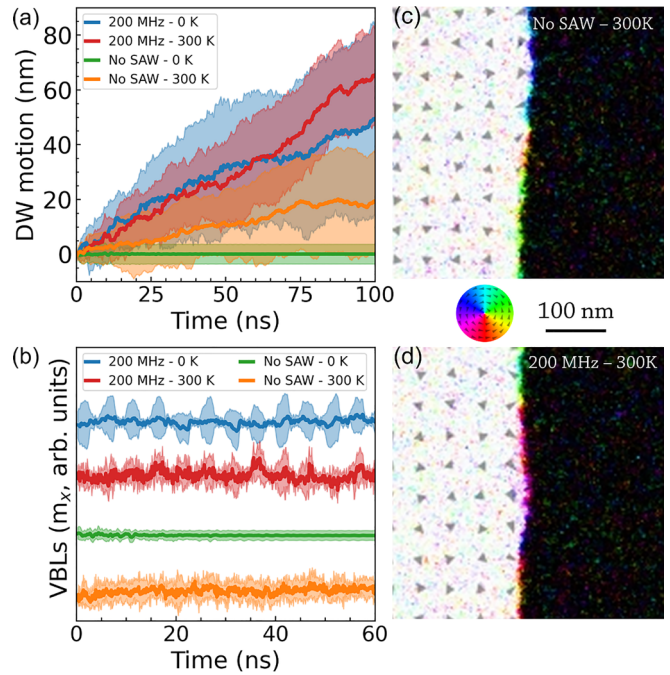 (a)
200 MHz - 0 K
200 MHz - 300 K
No SAW - 0 K
No SAW - 300 K
DW motion (nm)
80
60
40
20
0
0
25
50
75
100
Time (ns)
(b)
200 MHz - 0 K
No SAW - 0 K
200 MHz - 300 K
No SAW - 300 K
VBLs (mₓ, arb. units)
0
20
40
60
Time (ns)
(c)
No SAW – 300K
100 nm
(d)
200 MHz – 300K